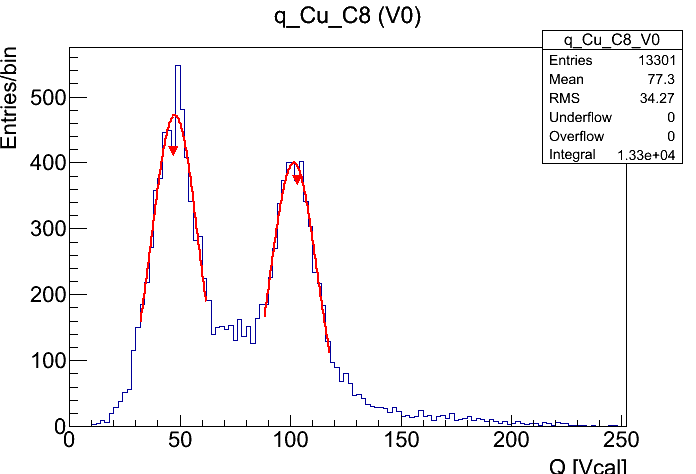 q_Cu_C8 (V0)
q_Cu_C8_V0
Entries 13301
Mean 77.3
RMS 34.27
Underflow 0
Overflow 0
Integral 1.33e+04
Entries/bin
500
400
300
200
100
0
0 50 100 150 200 250
Q [Vcal]